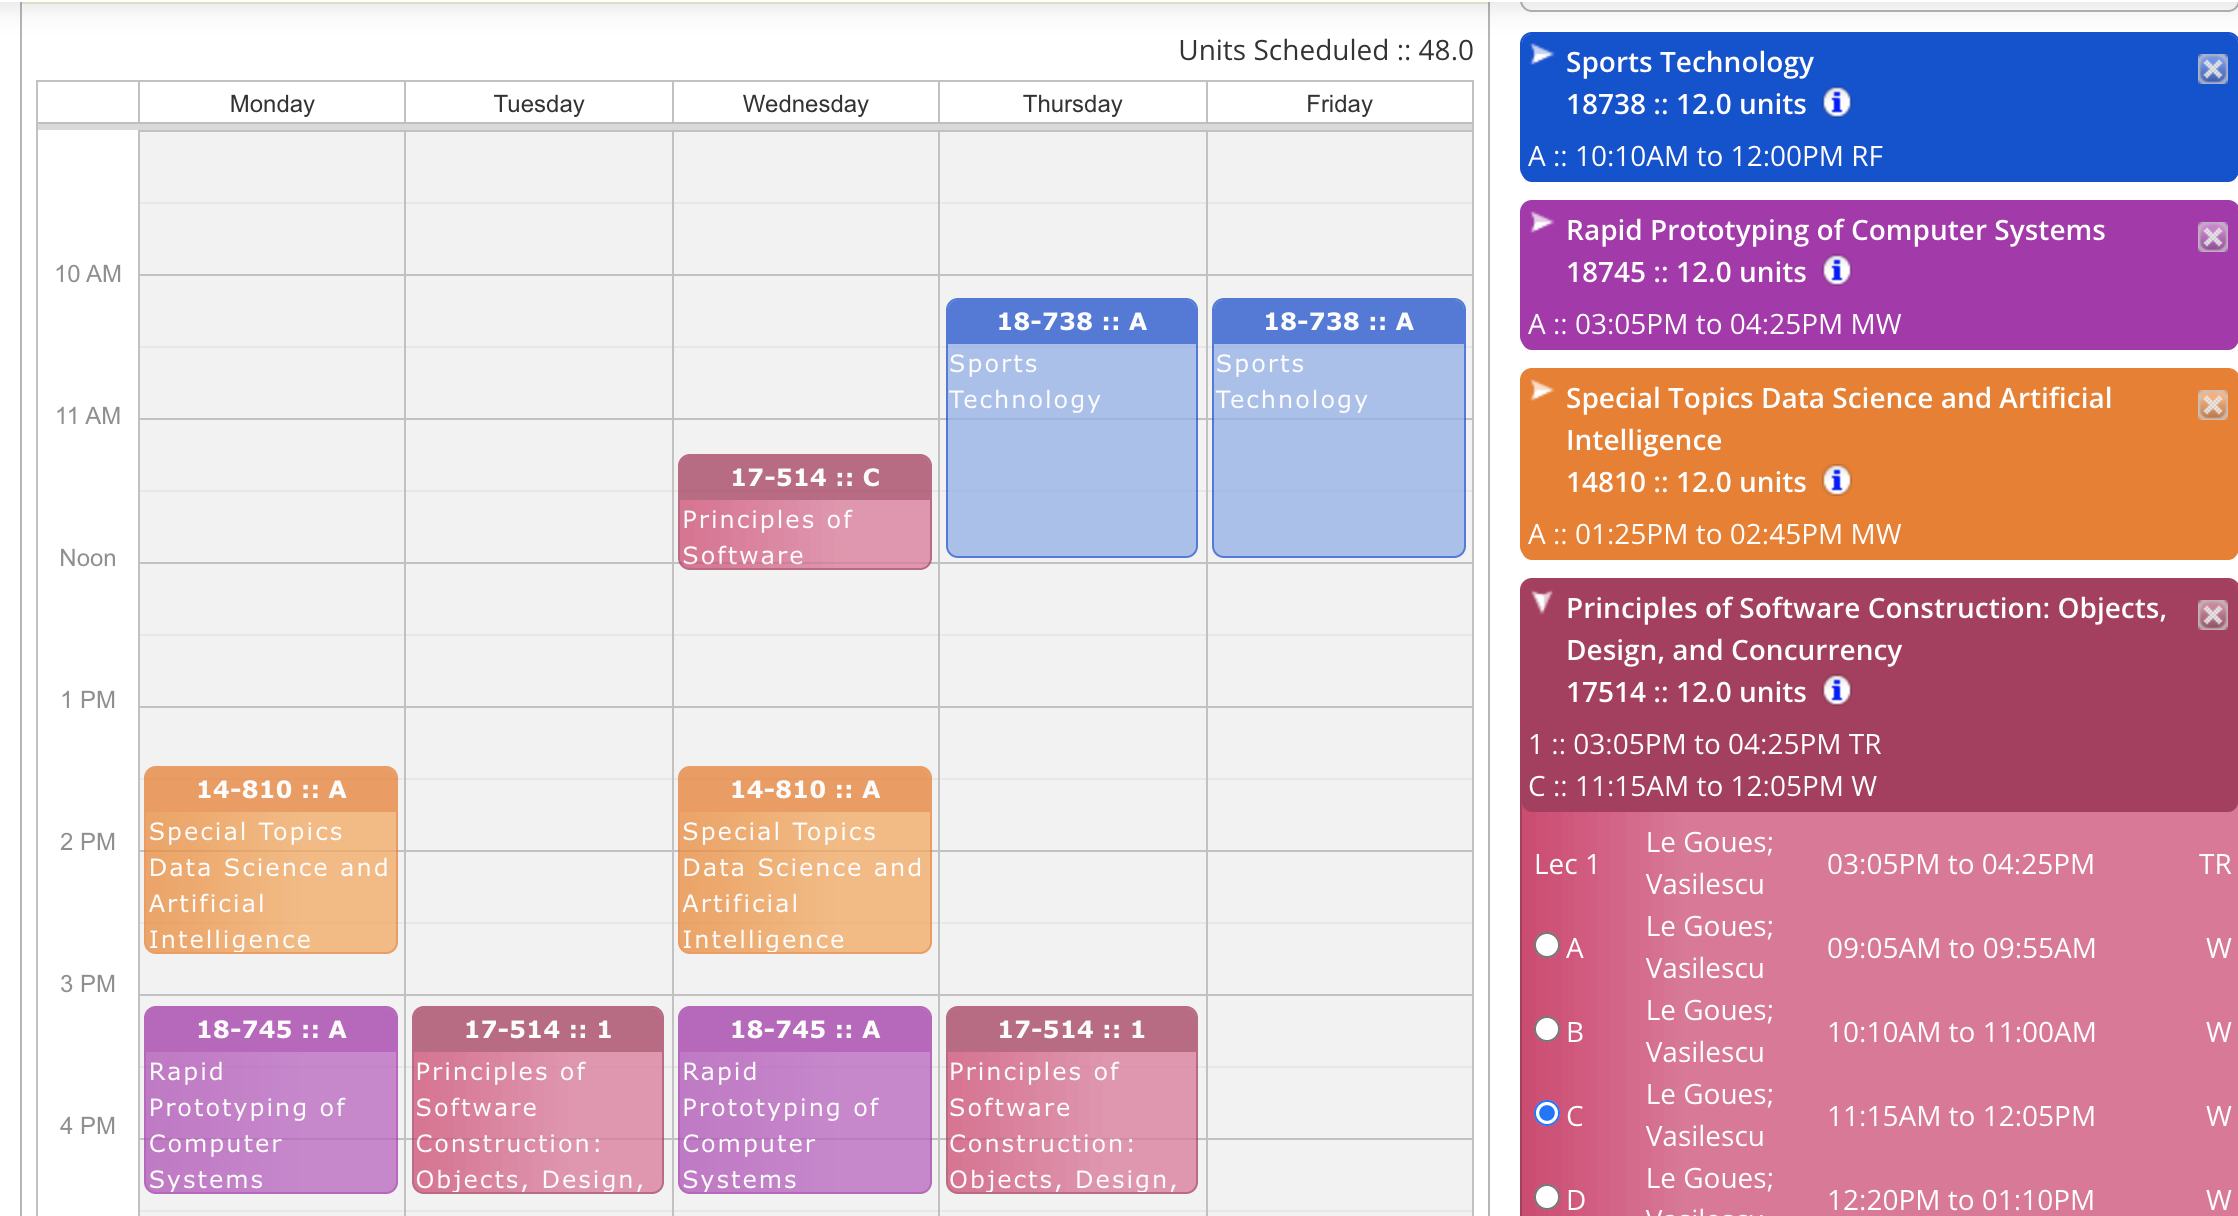 Units Scheduled :: 48.0
Monday
Tuesday
Wednesday
Thursday
Friday
10 AM
11 AM
Noon
1 PM
2 PM
3 PM
4 PM
14-810 :: A
Special Topics
Data Science and
Artificial
Intelligence
18-745 :: A
Rapid
Prototyping of
Computer
Systems
17-514 :: 1
Principles of
Software
Construction:
Objects, Design,
17-514 :: C
Principles of
Software
14-810 :: A
Special Topics
Data Science and
Artificial
Intelligence
18-745 :: A
Rapid
Prototyping of
Computer
Systems
18-738 :: A
Sports
Technology
17-514 :: 1
Principles of
Software
Construction:
Objects, Design,
18-738 :: A
Sports
Technology
Sports Technology
18738 :: 12.0 units
A :: 10:10AM to 12:00PM RF
Rapid Prototyping of Computer Systems
18745 :: 12.0 units
A :: 03:05PM to 04:25PM MW
Special Topics Data Science and Artificial
Intelligence
14810 :: 12.0 units
A :: 01:25PM to 02:45PM MW
Principles of Software Construction: Objects,
Design, and Concurrency
17514 :: 12.0 units
1 :: 03:05PM to 04:25PM TR
C :: 11:15AM to 12:05PM W
Lec 1 Le Goues; 03:05PM to 04:25PM TR
Vasilescu
A Le Goues; 09:05AM to 09:55AM W
Vasilescu
B Le Goues; 10:10AM to 11:00AM W
Vasilescu
C Le Goues; 11:15AM to 12:05PM W
Vasilescu
D Le Goues; 12:20PM to 01:10PM W